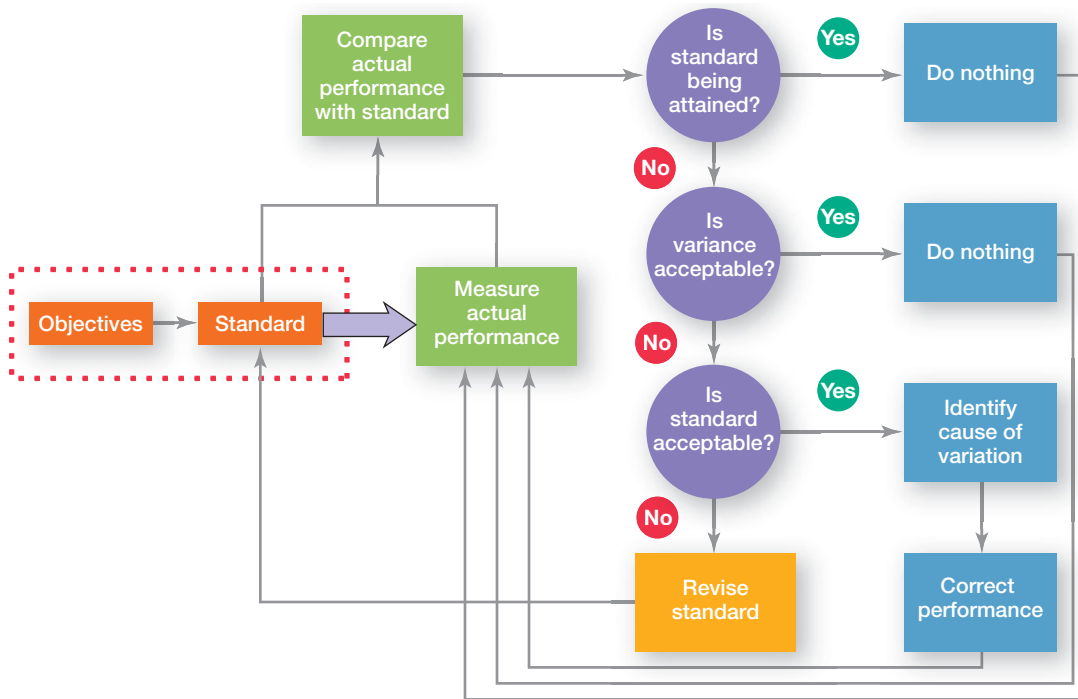 Compare
actual
performance
with standard
Is
standard
being
attained?
Yes
Do nothing
No
Is
variance
acceptable?
Yes
Do nothing
Objectives
Standard
Measure
actual
performance
No
Is
standard
acceptable?
Yes
Identify
cause of
variation
No
Revise
standard
Correct
performance